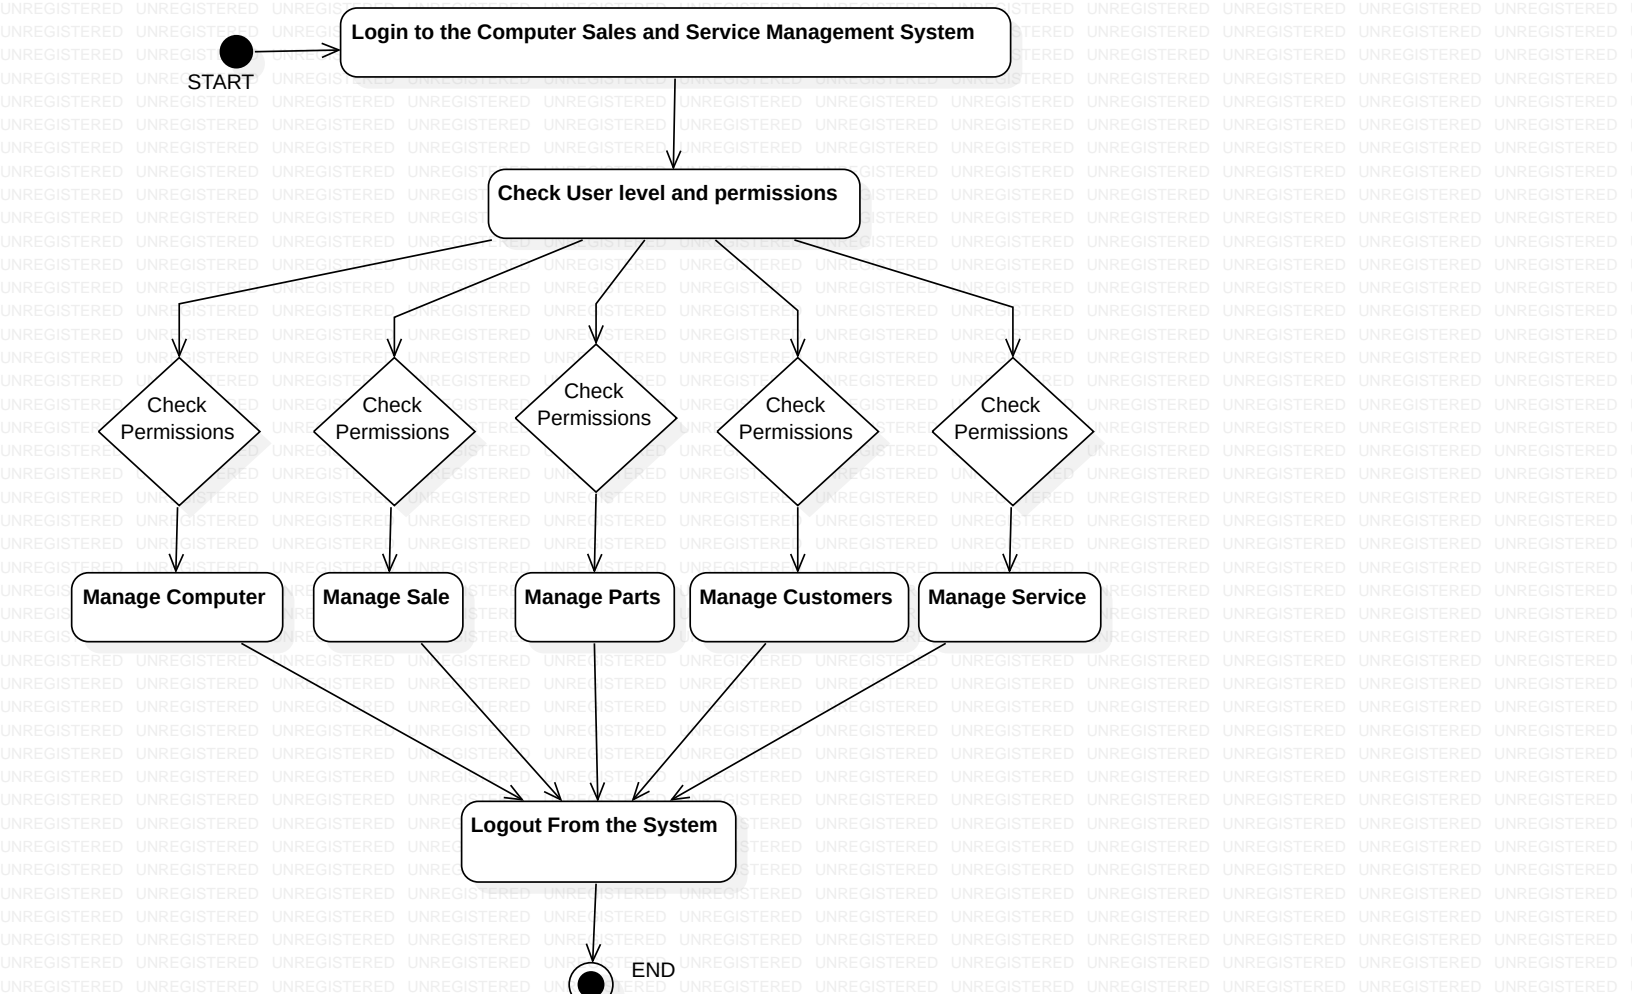 Login to the Computer Sales and Service Management System
START
Check User level and permissions
Check
Permissions
Check
Permissions
Check
Permissions
Check
Permissions
Check
Permissions
Manage Computer
Manage Sale
Manage Parts
Manage Customers
Manage Service
Logout From the System
END
UNREGISTERED